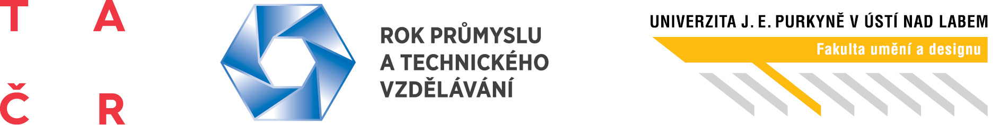 T A
Č R
ROK PRŮMYSLU
A TECHNICKÉHO
VZDĚLÁVÁNÍ
UNIVERZITA J. E. PURKYNĚ V ÚSTÍ NAD LABEM
Fakulta umění a designu